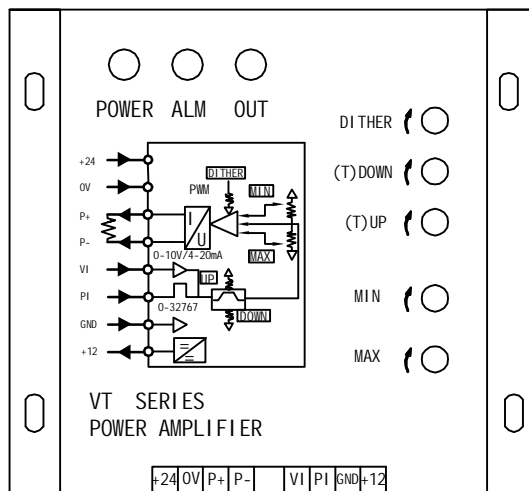 POWER ALM OUT
DITHER
(T)DOWN
(T)UP
MIN
MAX
+24
0V
P+
P-
VI
PI
GND
+12
DITHER
PWM
MIN
I
U
MAX
0-10V/4-20mA
UP
0-32767
DOWN
VT SERIES
POWER AMPLIFIER
+24 0V P+ P- VI PI GND +12